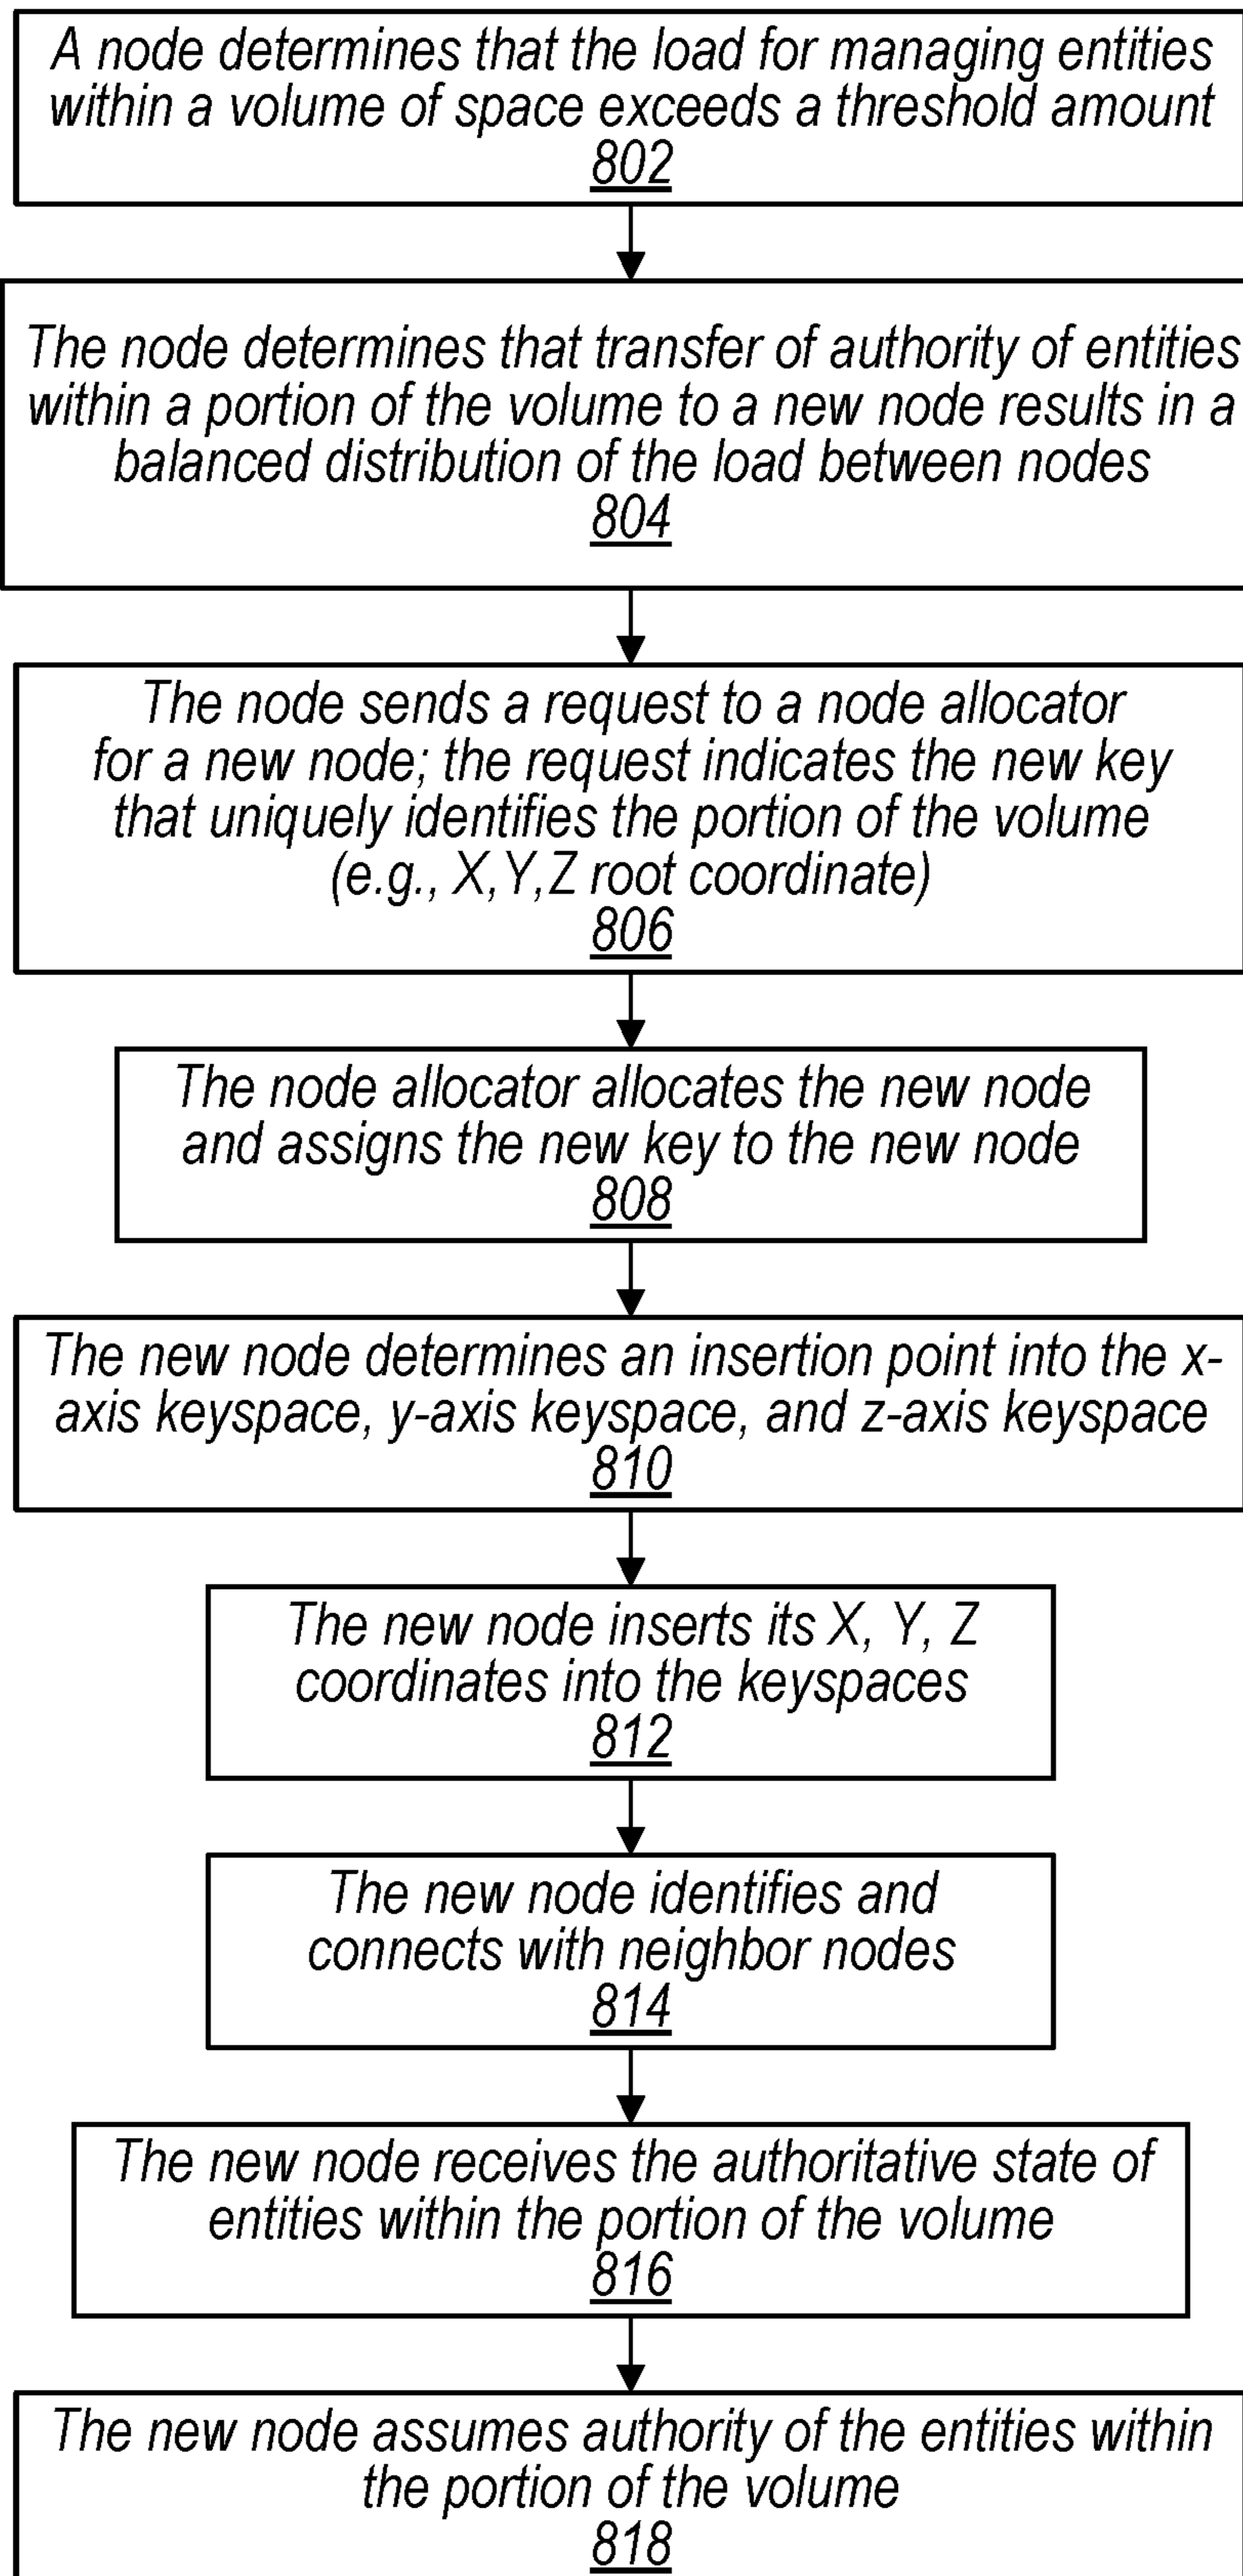 A node determines that the load for managing entities
within a volume of space exceeds a threshold amount
802
The node determines that transfer of authority of entities
within a portion of the volume to a new node results in a
balanced distribution of the load between nodes
804
The node sends a request to a node allocator
for a new node; the request indicates the new key
that uniquely identifies the portion of the volume
(e.g., X,Y,Z root coordinate)
806
The node allocator allocates the new node
and assigns the new key to the new node
808
The new node determines an insertion point into the x-
axis keyspace, y-axis keyspace, and z-axis keyspace
810
The new node inserts its X, Y, Z
coordinates into the keyspaces
812
The new node identifies and
connects with neighbor nodes
814
The new node receives the authoritative state of
entities within the portion of the volume
816
The new node assumes authority of the entities within
the portion of the volume
818